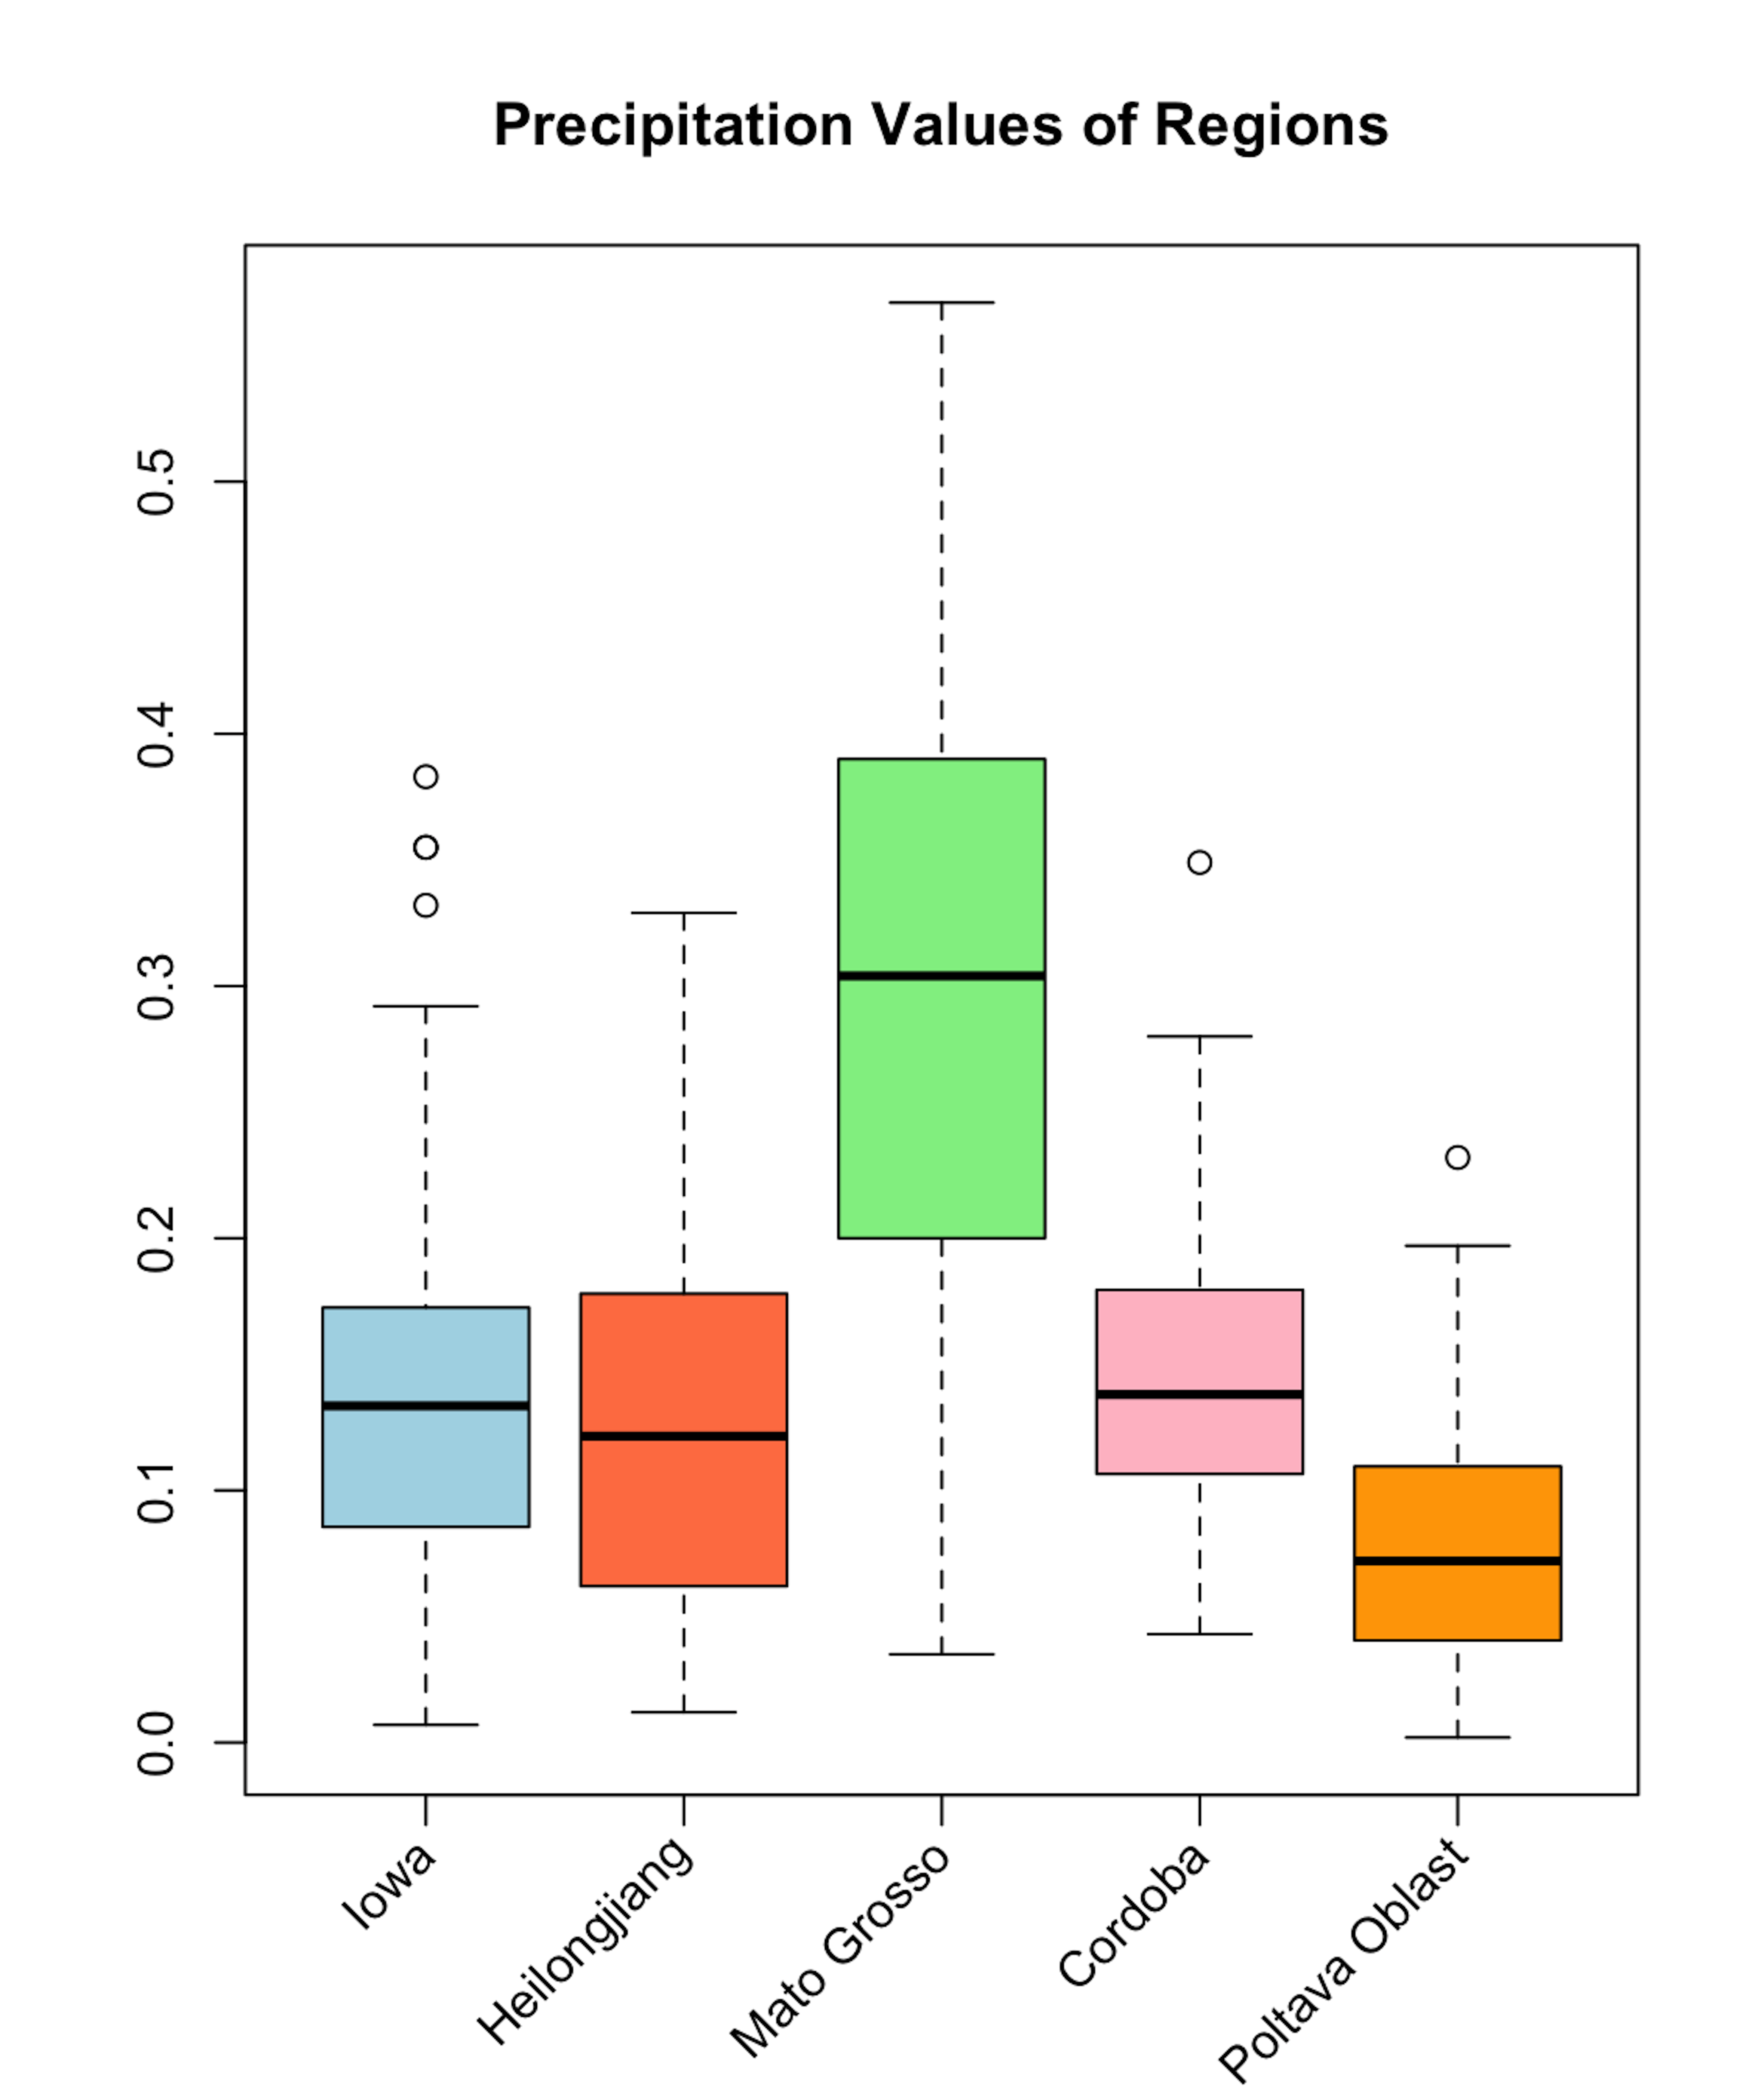 Precipitation Values of Regions
0.5
0.4
0.3
0.2
0.1
0.0
Iowa
Heilongjiang
Mato Grosso
Cordoba
Poltava Oblast